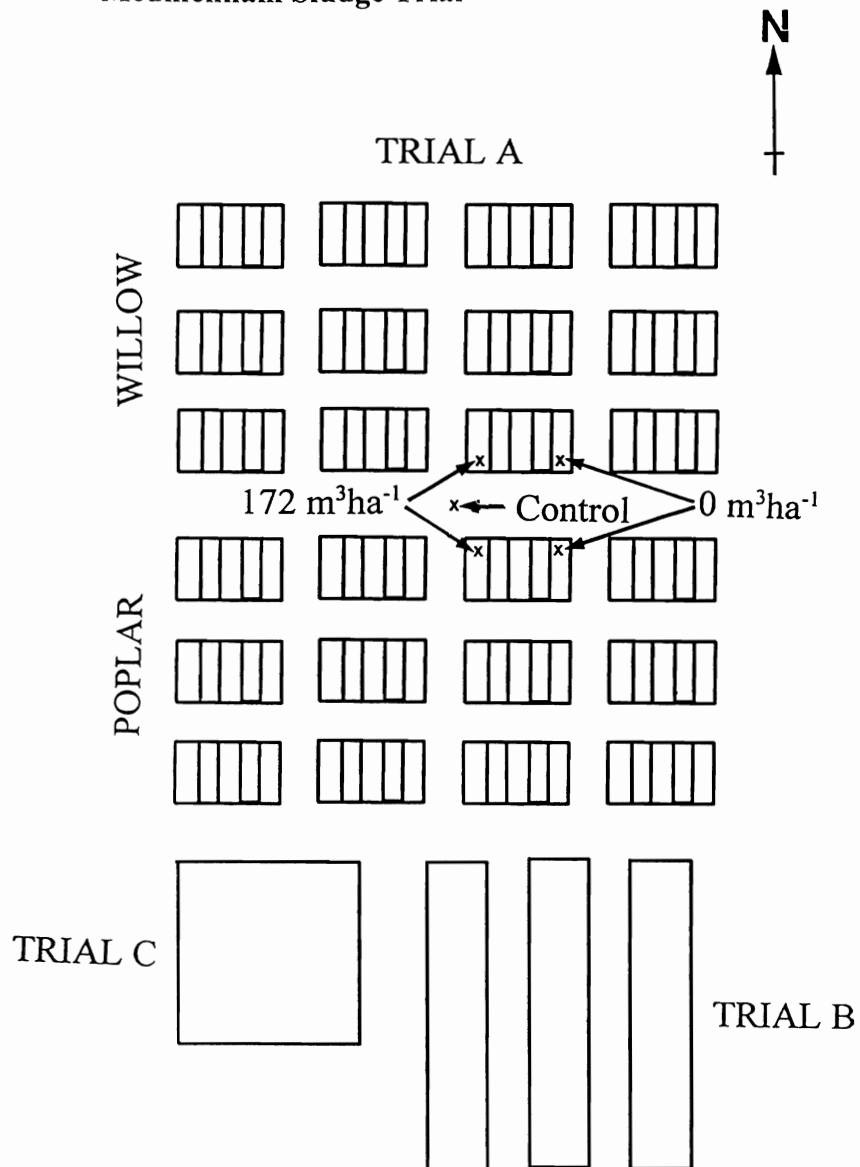 N
TRIAL A
WILLOW
172 m³ha⁻¹
x
x
x
Control
0 m³ha⁻¹
x
x
POPLAR
TRIAL C
TRIAL B